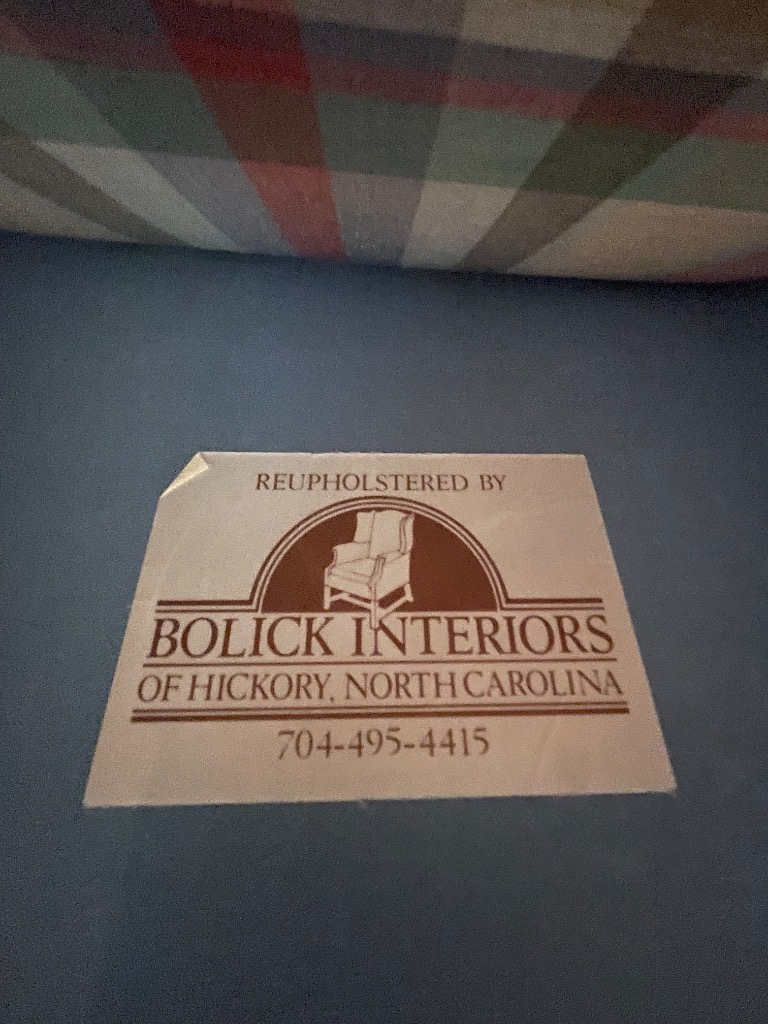 REUPHOLSTERED BY
BOLICK INTERIORS
OF HICKORY, NORTH CAROLINA
704-495-4415